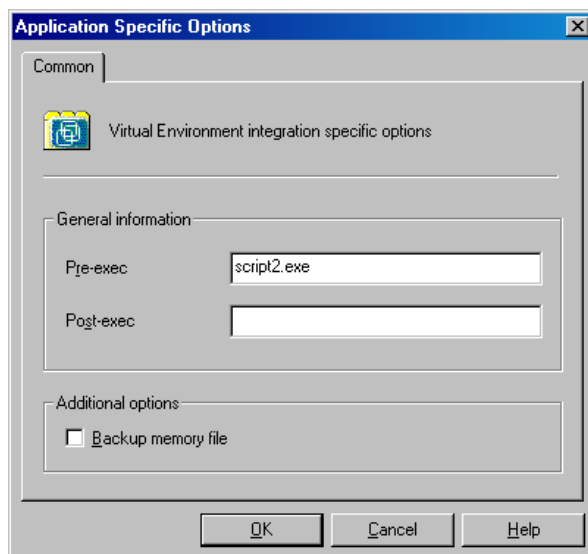 Application Specific Options
Common
Virtual Environment integration specific options
General information
Pre-exec script2.exe
Post-exec
Additional options
Backup memory file
OK Cancel Help